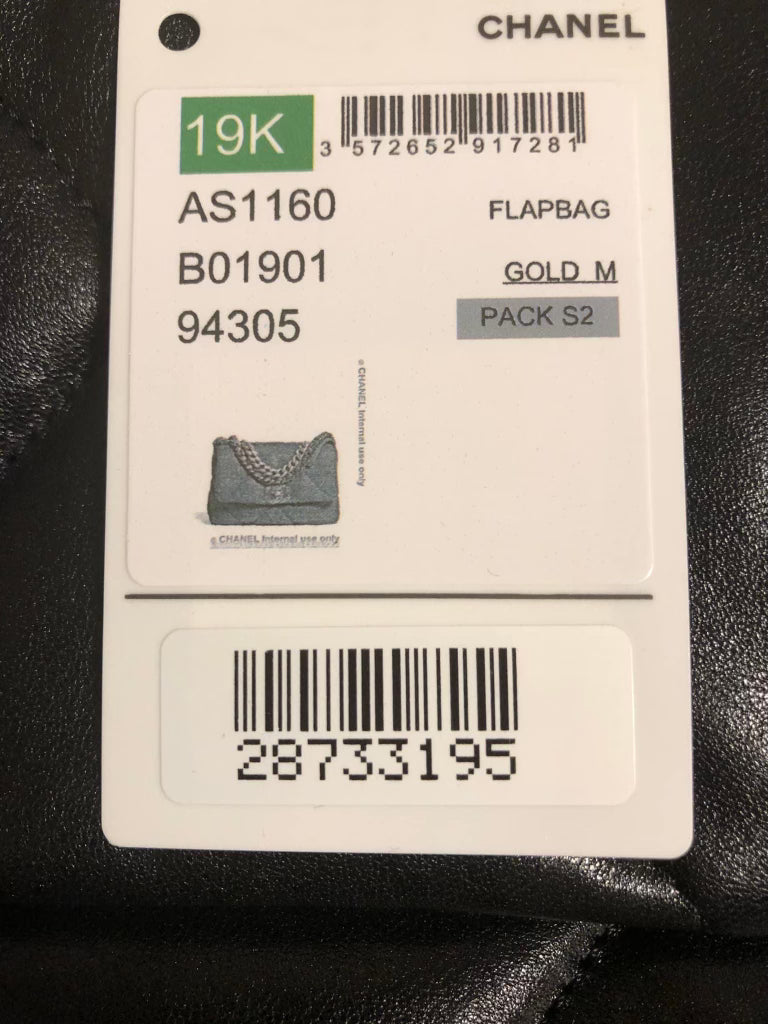 CHANEL
19K
3 572652 917281
AS1160
FLAPBAG
B01901
GOLD M
94305
PACK S2
© CHANEL Internal use only
© CHANEL Internal use only
28733195